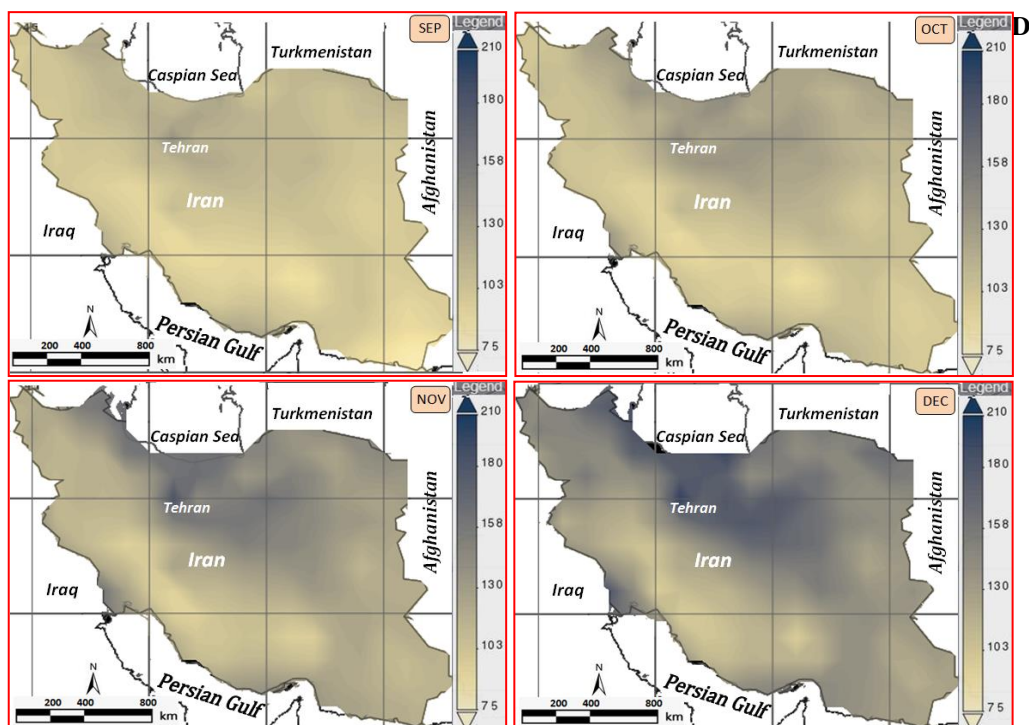 SEP
Legend
210
Turkmenistan
Caspian Sea
180
158
Tehran
Afghanistan
Iran
130
Iraq
103
N
Persian Gulf
75
200 400 800
km
OCT
Legend
D
210
Turkmenistan
Caspian Sea
180
158
Tehran
Afghanistan
Iran
130
Iraq
103
N
Persian Gulf
75
200 400 800
km
NOV
Legend
210
Turkmenistan
Caspian Sea
180
158
Tehran
Afghanistan
Iran
130
Iraq
103
N
Persian Gulf
75
200 400 800
km
DEC
Legend
210
Turkmenistan
Caspian Sea
180
158
Tehran
Afghanistan
Iran
130
Iraq
103
N
Persian Gulf
75
200 400 800
km